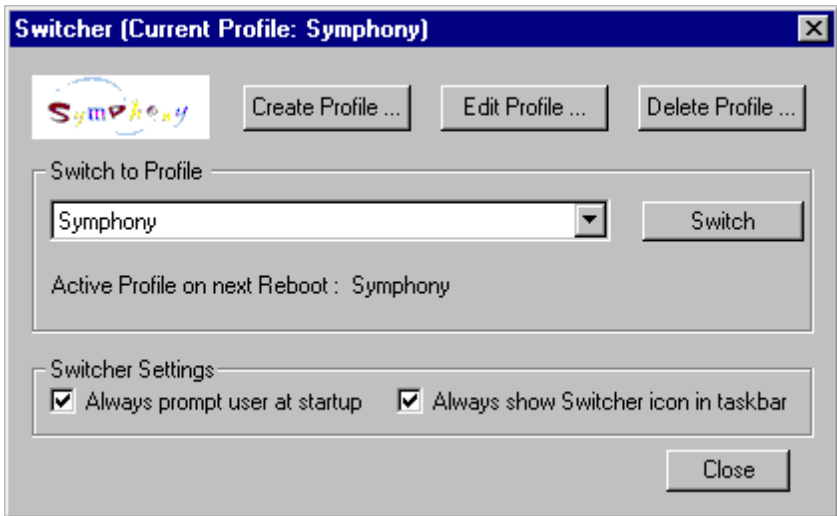 Switcher (Current Profile: Symphony)
Symphony
Create Profile ...
Edit Profile ...
Delete Profile ...
Switch to Profile
Symphony
Switch
Active Profile on next Reboot : Symphony
Switcher Settings
Always prompt user at startup
Always show Switcher icon in taskbar
Close